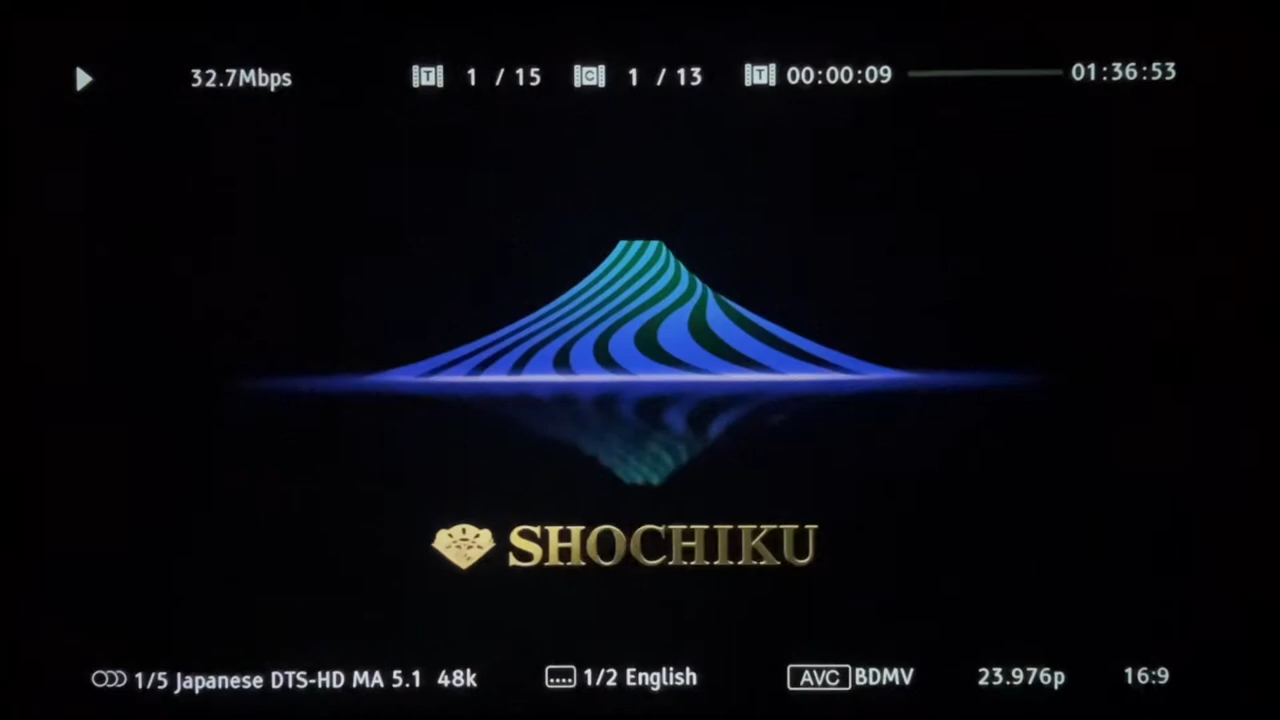 32.7Mbps T 1 / 15 C 1 / 13 T 00:00:09 01:36:53
SHOCHIKU
1/5 Japanese DTS-HD MA 5.1 48k 1/2 English AVC BDMV 23.976p 16:9